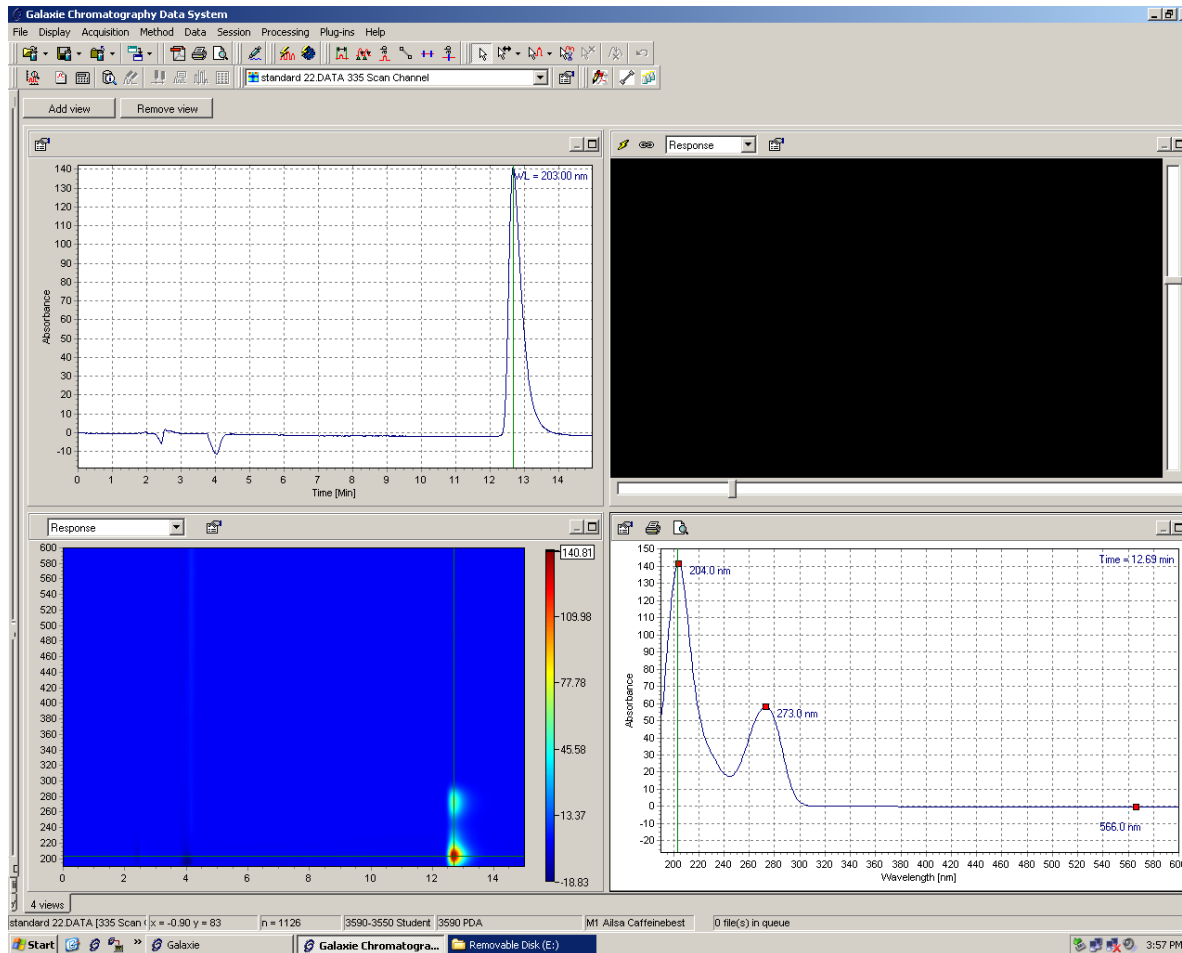 Galaxie Chromatography Data System
File Display Acquisition Method Data Session Processing Plug-ins Help
standard 22.DATA 335 Scan Channel
Add view Remove view
WL = 203.00 nm
140
130
120
110
100
90
80
70
60
50
40
30
20
10
0
-10
Absorbance
0 1 2 3 4 5 6 7 8 9 10 11 12 13 14
Time [Min]
Response
Response
600
580
560
540
520
500
480
460
440
420
400
380
360
340
320
300
280
260
240
220
200
0 2 4 6 8 10 12 14
140.81
109.98
77.78
45.58
13.37
-18.83
Time = 12.69 min
204.0 nm
273.0 nm
566.0 nm
150
140
130
120
110
100
90
80
70
60
50
40
30
20
10
0
-10
-20
Absorbance
200 220 240 260 280 300 320 340 360 380 400 420 440 460 480 500 520 540 560 580 600
Wavelength [nm]
4 views
standard 22.DATA [335 Scan ( x = -0.90 y = 83 n = 1126 3590-3550 Student 3590 PDA M1 Ailsa Caffeinebest 0 file(s) in queue
Start » Galaxie Galaxie Chromatogra... Removable Disk (E:) 3:57 PM